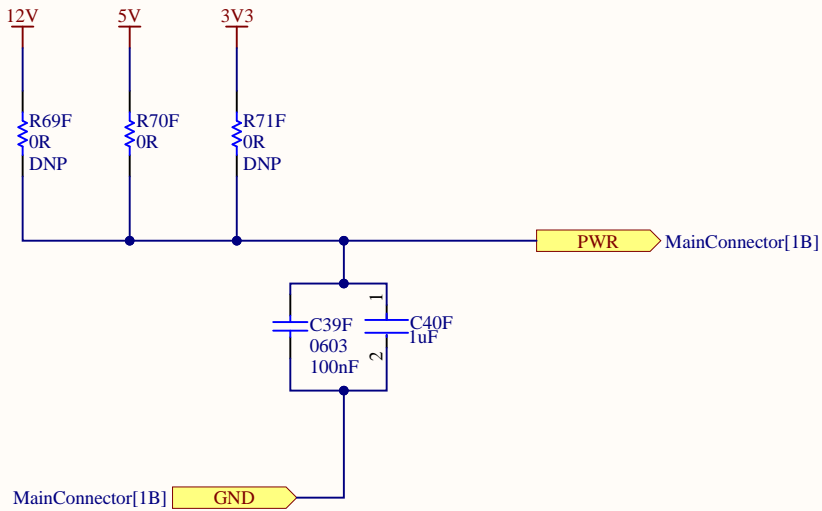 12V
5V
3V3
R69F
0R
DNP
R70F
0R
R71F
0R
DNP
PWR
MainConnector[1B]
1
2
C39F
0603
100nF
C40F
1uF
MainConnector[1B]
GND